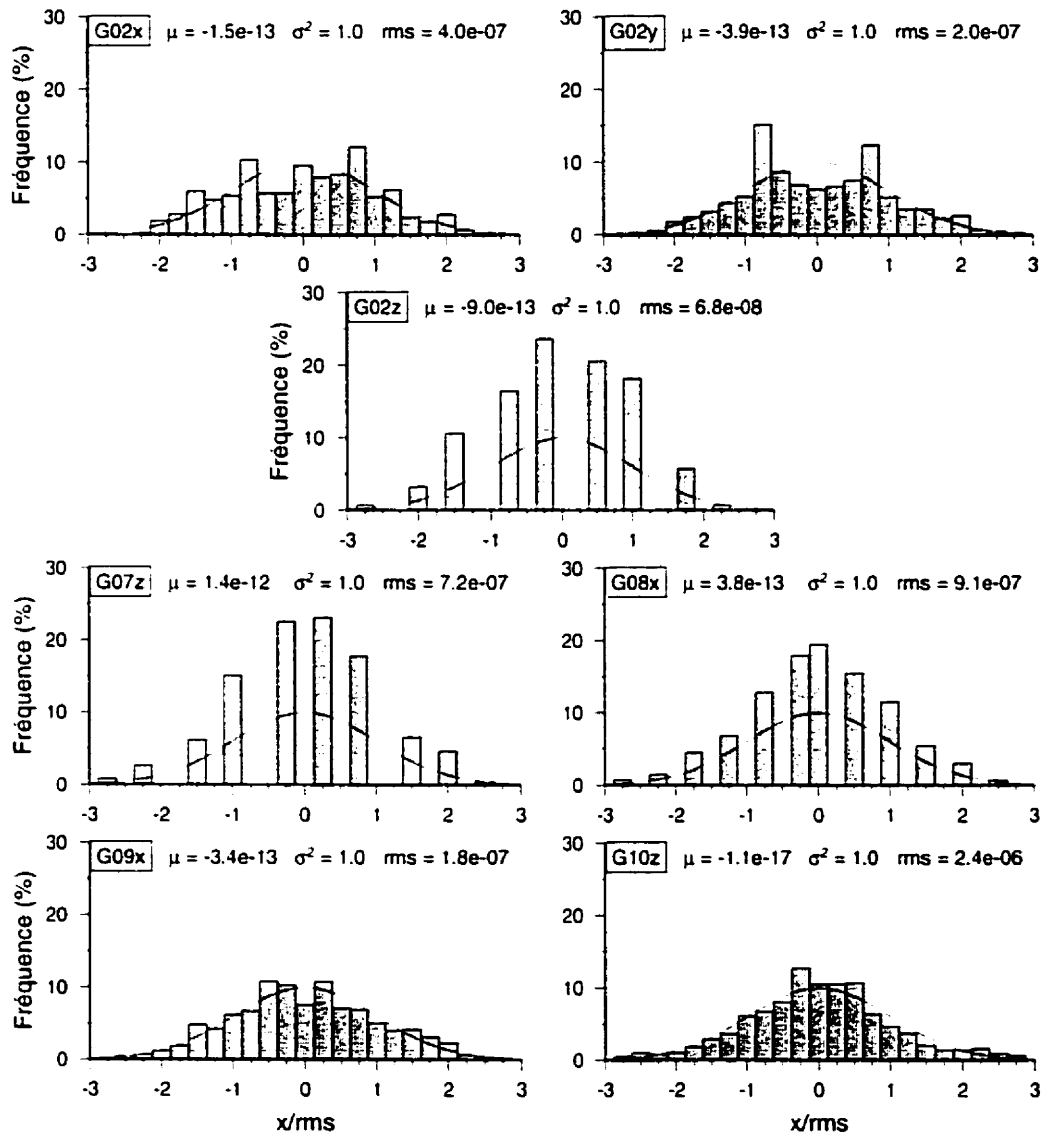 G02x μ = -1.5e-13 σ² = 1.0 rms = 4.0e-07
G02y μ = -3.9e-13 σ² = 1.0 rms = 2.0e-07
Fréquence (%)
30
20
10
0
-3 -2 -1 0 1 2 3
30
20
10
0
-3 -2 -1 0 1 2 3
G02z μ = -9.0e-13 σ² = 1.0 rms = 6.8e-08
Fréquence (%)
30
20
10
0
-3 -2 -1 0 1 2 3
G07z μ = 1.4e-12 σ² = 1.0 rms = 7.2e-07
G08x μ = 3.8e-13 σ² = 1.0 rms = 9.1e-07
Fréquence (%)
30
20
10
0
-3 -2 -1 0 1 2 3
30
20
10
0
-3 -2 -1 0 1 2 3
G09x μ = -3.4e-13 σ² = 1.0 rms = 1.8e-07
G10z μ = -1.1e-17 σ² = 1.0 rms = 2.4e-06
Fréquence (%)
30
20
10
0
-3 -2 -1 0 1 2 3
x/rms
30
20
10
0
-3 -2 -1 0 1 2 3
x/rms